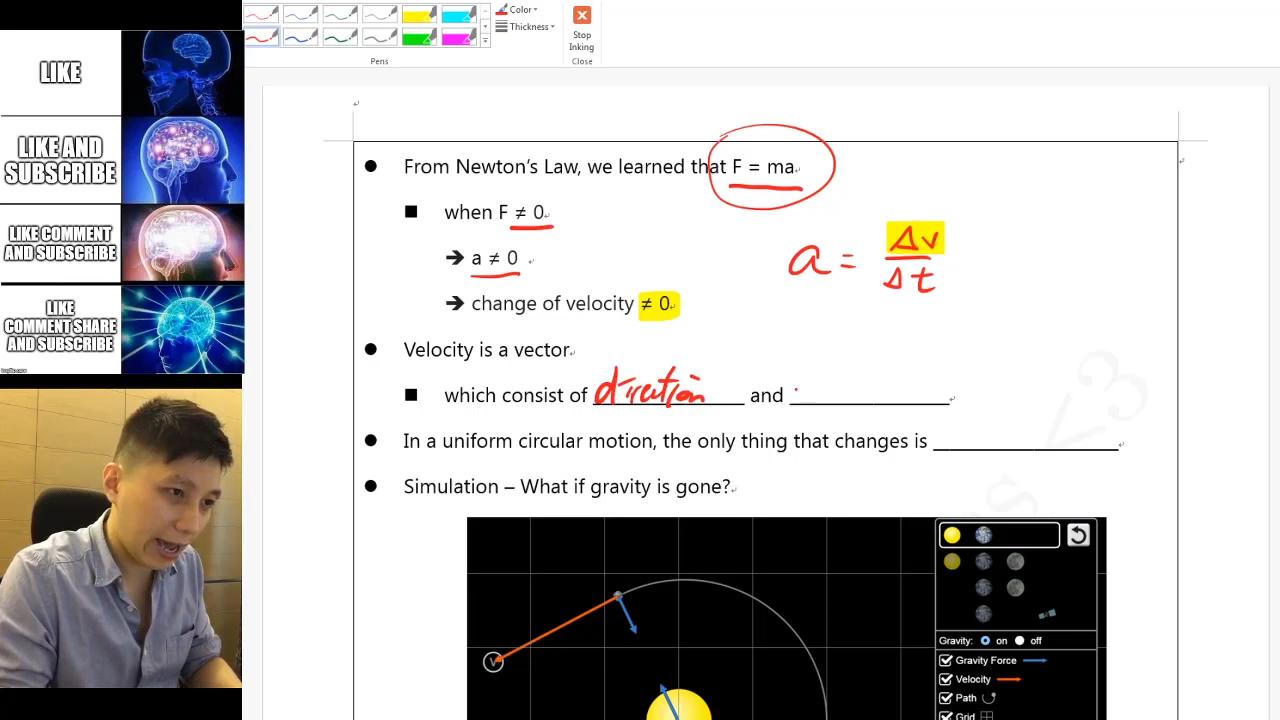 Color
Thickness
Stop
Inking
Pens
Close
LIKE
LIKE AND
SUBSCRIBE
LIKE COMMENT
AND SUBSCRIBE
LIKE
COMMENT SHARE
AND SUBSCRIBE
● From Newton's Law, we learned that F = ma
■ when F ≠ 0
➔ a ≠ 0
a = Δv
Δt
➔ change of velocity ≠ 0
● Velocity is a vector
■ which consist of direction and ______
● In a uniform circular motion, the only thing that changes is ______
● Simulation – What if gravity is gone?
Gravity: on off
Gravity Force
V
Velocity
Path
Grid